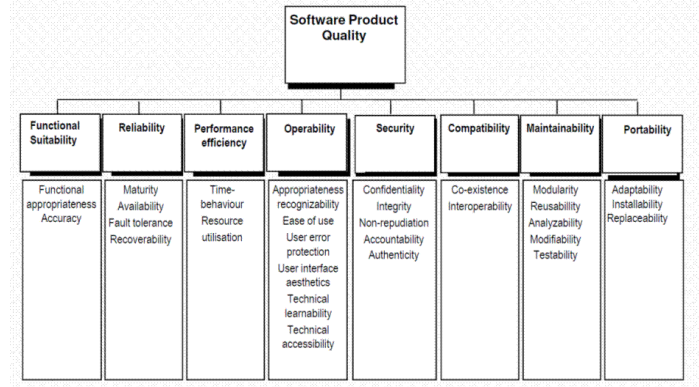 Software Product
Quality
Functional
Suitability
Reliability
Performance
efficiency
Operability
Security
Compatibility
Maintainability
Portability
Functional
appropriateness
Accuracy
Maturity
Availability
Fault tolerance
Recoverability
Time-
behaviour
Resource
utilisation
Appropriateness
recognizability
Ease of use
User error
protection
User interface
aesthetics
Technical
learnability
Technical
accessibility
Confidentiality
Integrity
Non-repudiation
Accountability
Authenticity
Co-existence
Interoperability
Modularity
Reusability
Analyzability
Modifiability
Testability
Adaptability
Installability
Replaceability